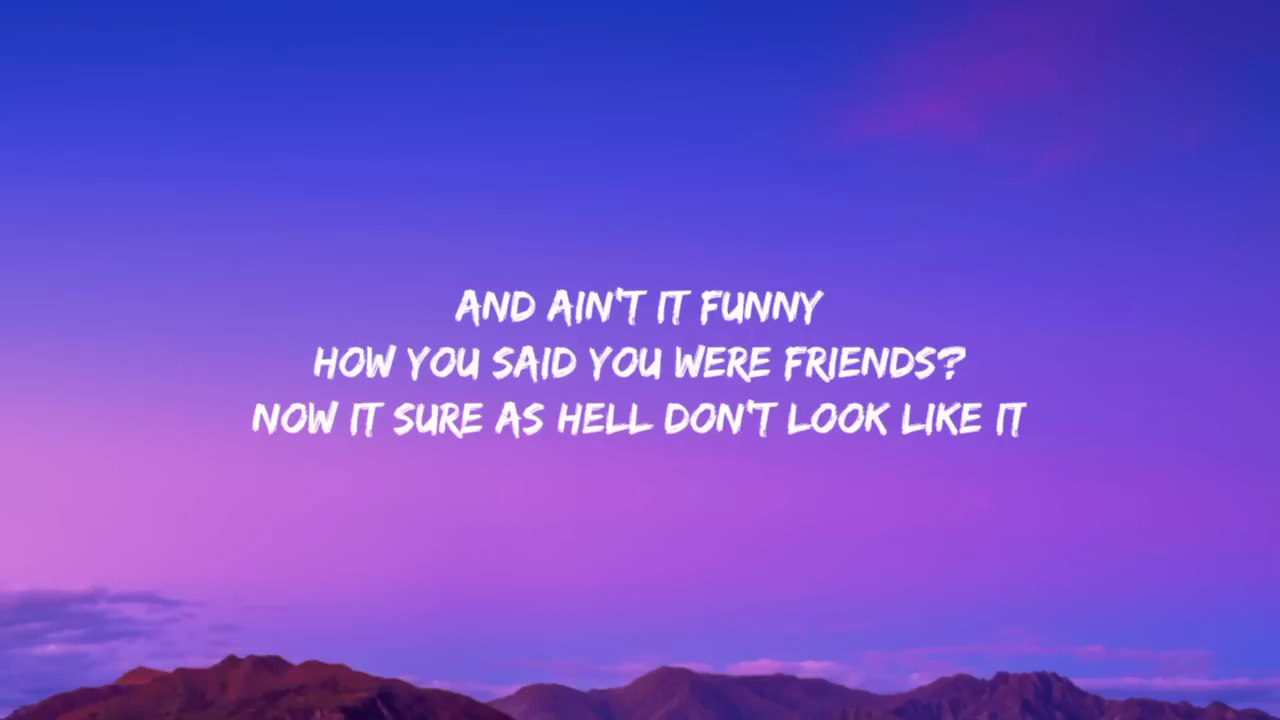 AND AIN'T IT FUNNY
HOW YOU SAID YOU WERE FRIENDS?
NOW IT SURE AS HELL DON'T LOOK LIKE IT